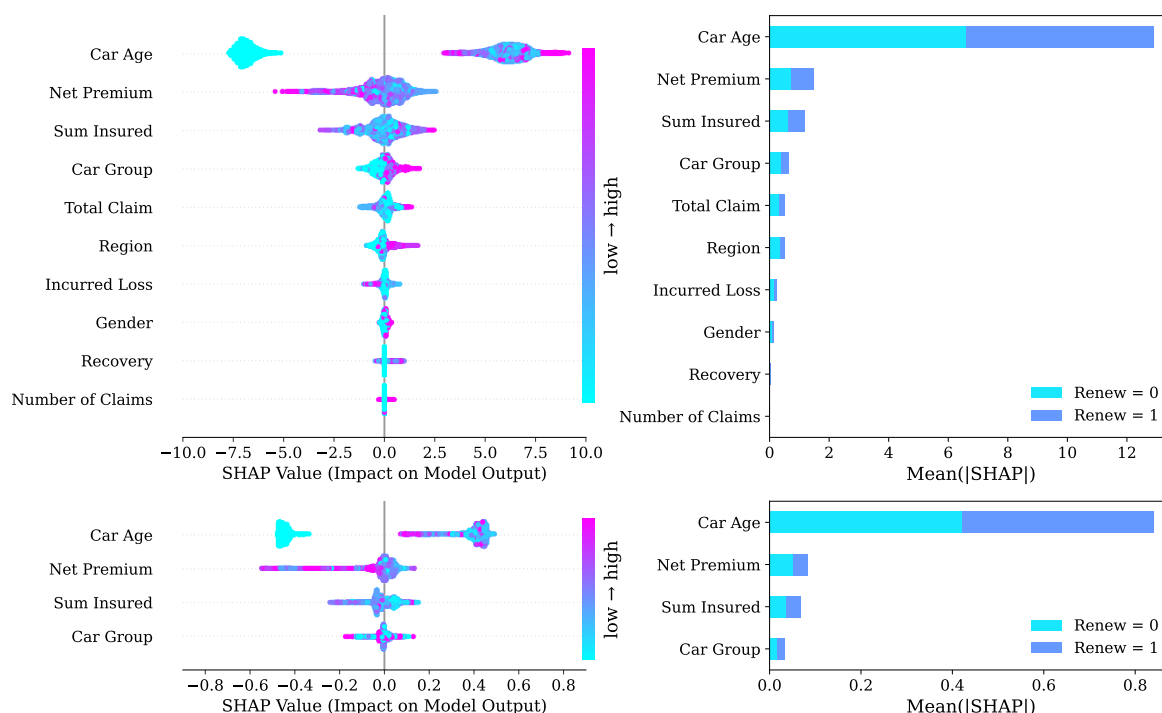 Car Age
Net Premium
Sum Insured
Car Group
Total Claim
Region
Incurred Loss
Gender
Recovery
Number of Claims
−10.0 −7.5 −5.0 −2.5 0.0 2.5 5.0 7.5 10.0
SHAP Value (Impact on Model Output)
low → high
Car Age
Net Premium
Sum Insured
Car Group
Total Claim
Region
Incurred Loss
Gender
Recovery
Number of Claims
Renew = 0
Renew = 1
0 2 4 6 8 10 12
Mean(|SHAP|)
Car Age
Net Premium
Sum Insured
Car Group
−0.8 −0.6 −0.4 −0.2 0.0 0.2 0.4 0.6 0.8
SHAP Value (Impact on Model Output)
low → high
Car Age
Net Premium
Sum Insured
Car Group
Renew = 0
Renew = 1
0.0 0.2 0.4 0.6 0.8
Mean(|SHAP|)